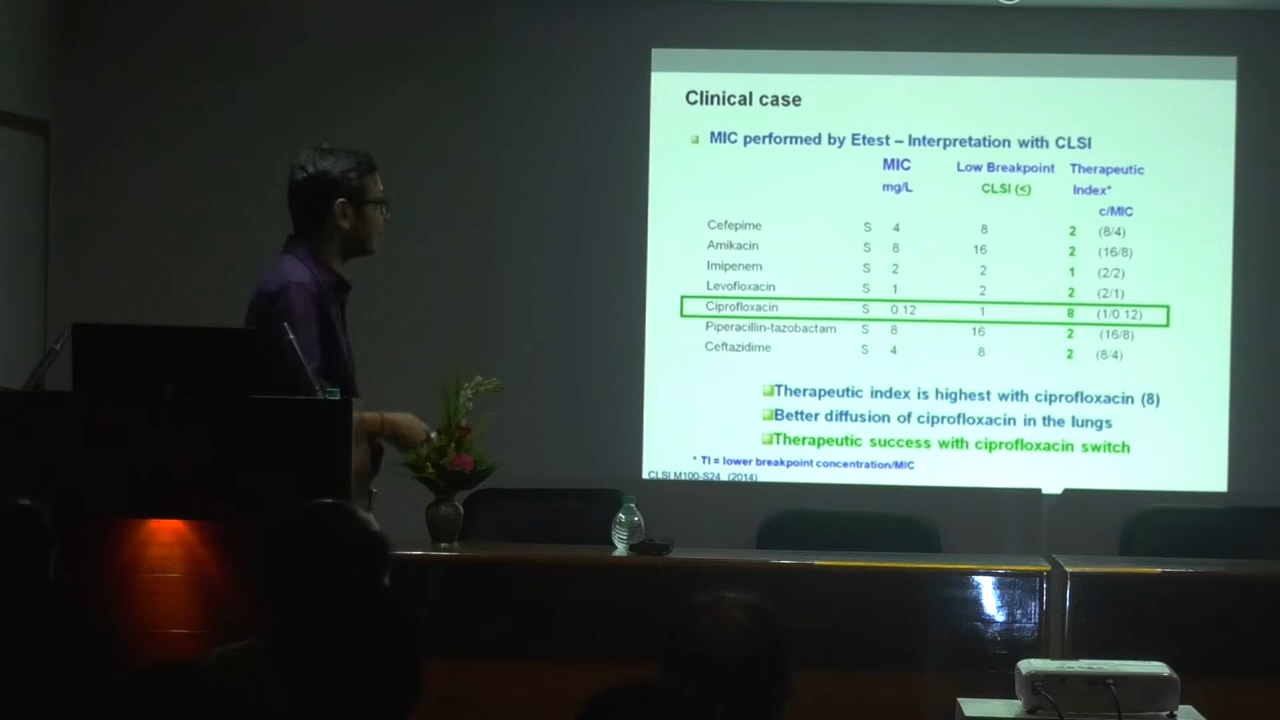 Clinical case
MIC performed by Etest – Interpretation with CLSI
MIC Low Breakpoint Therapeutic
mg/L CLSI (≤) Index*
c/MIC
Cefepime S 4 8 2 (8/4)
Amikacin S 8 16 2 (16/8)
Imipenem S 2 2 1 (2/2)
Levofloxacin S 1 2 2 (2/1)
Ciprofloxacin S 0.12 1 8 (1/0.12)
Piperacillin-tazobactam S 8 16 2 (16/8)
Ceftazidime S 4 8 2 (8/4)
Therapeutic index is highest with ciprofloxacin (8)
Better diffusion of ciprofloxacin in the lungs
Therapeutic success with ciprofloxacin switch
* TI = lower breakpoint concentration/MIC
CLSI M100-S24 (2014)